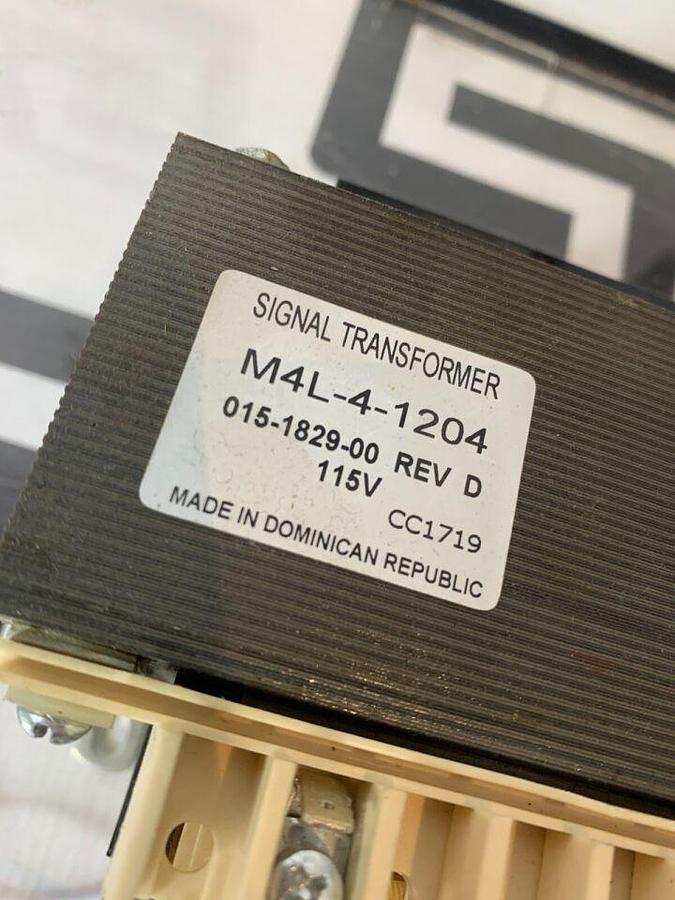 SIGNAL TRANSFORMER
M4L-4-1204
015-1829-00 REV D
115V
CC1719
MADE IN DOMINICAN REPUBLIC